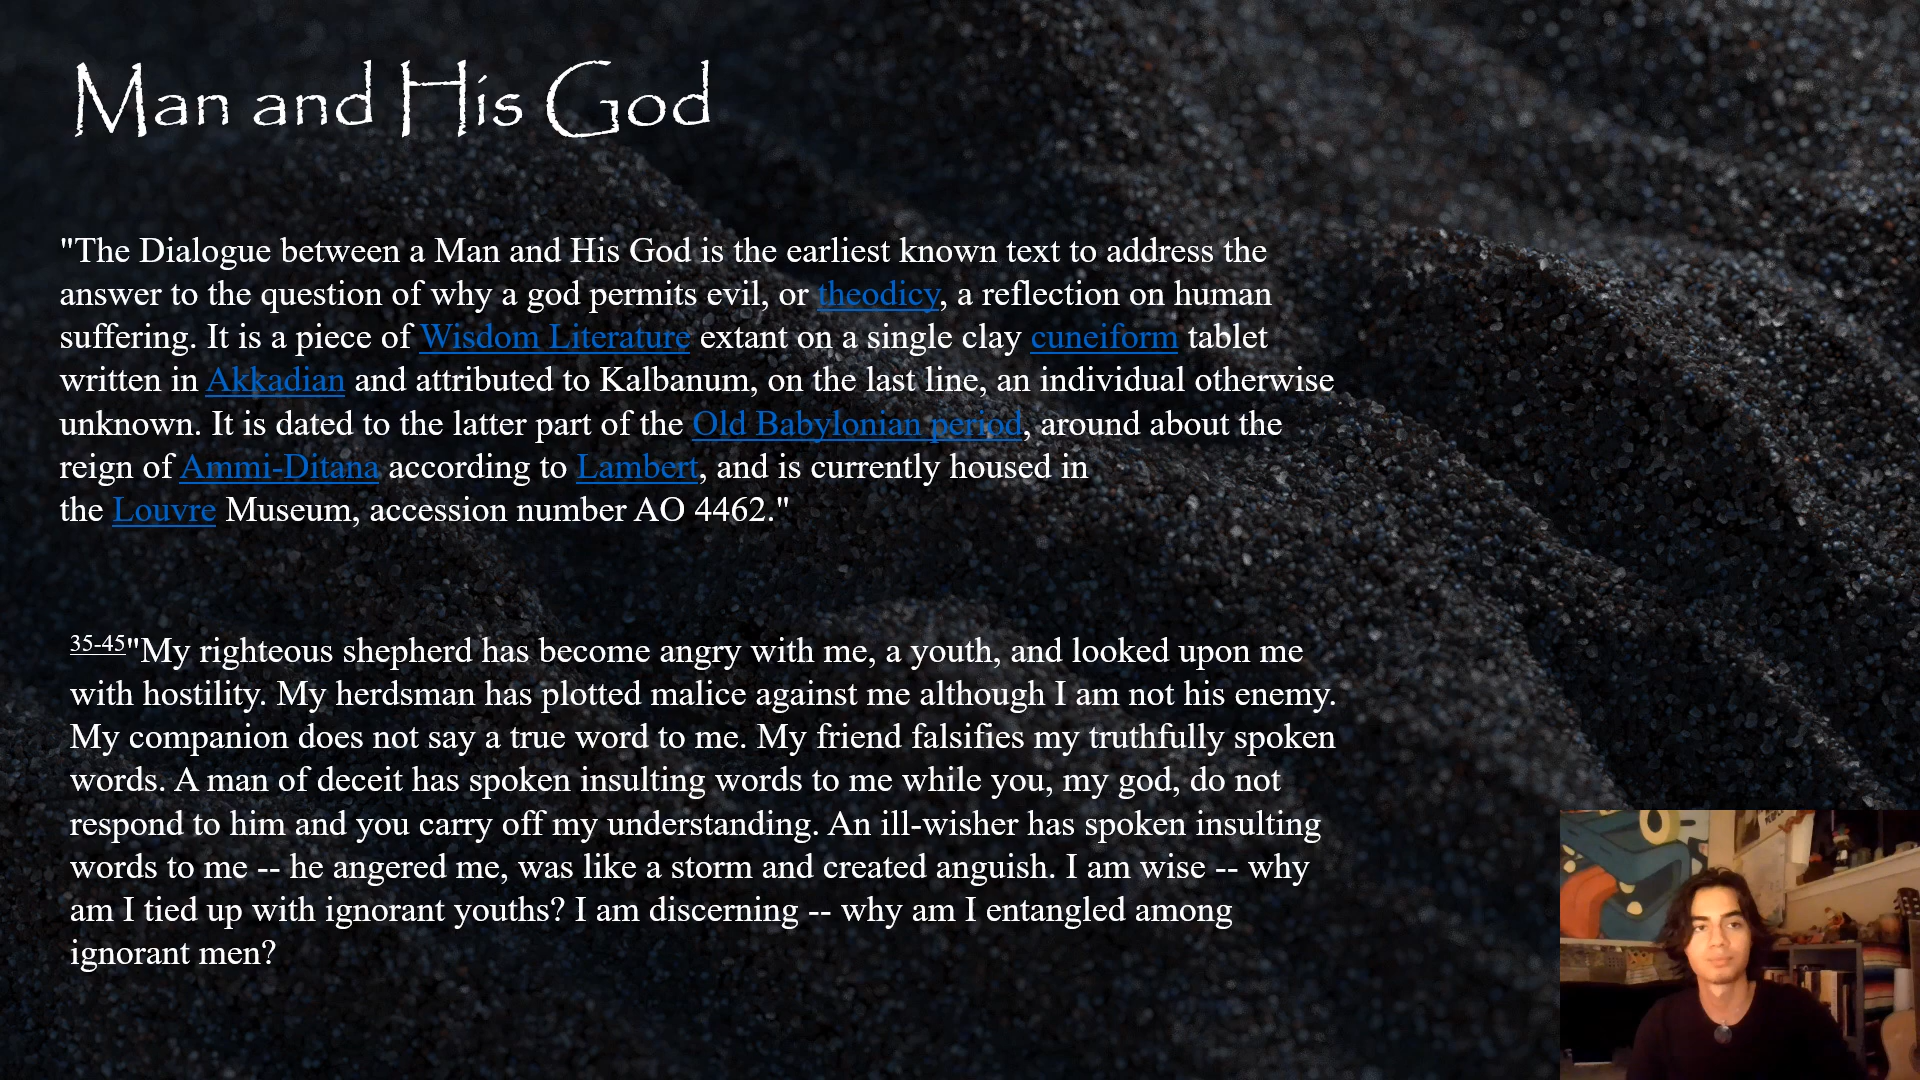 Man and His God
"The Dialogue between a Man and His God is the earliest known text to address the
answer to the question of why a god permits evil, or theodicy, a reflection on human
suffering. It is a piece of Wisdom Literature extant on a single clay cuneiform tablet
written in Akkadian and attributed to Kalbanum, on the last line, an individual otherwise
unknown. It is dated to the latter part of the Old Babylonian period, around about the
reign of Ammi-Ditana according to Lambert, and is currently housed in
the Louvre Museum, accession number AO 4462."
35-45"My righteous shepherd has become angry with me, a youth, and looked upon me
with hostility. My herdsman has plotted malice against me although I am not his enemy.
My companion does not say a true word to me. My friend falsifies my truthfully spoken
words. A man of deceit has spoken insulting words to me while you, my god, do not
respond to him and you carry off my understanding. An ill-wisher has spoken insulting
words to me -- he angered me, was like a storm and created anguish. I am wise -- why
am I tied up with ignorant youths? I am discerning -- why am I entangled among
ignorant men?